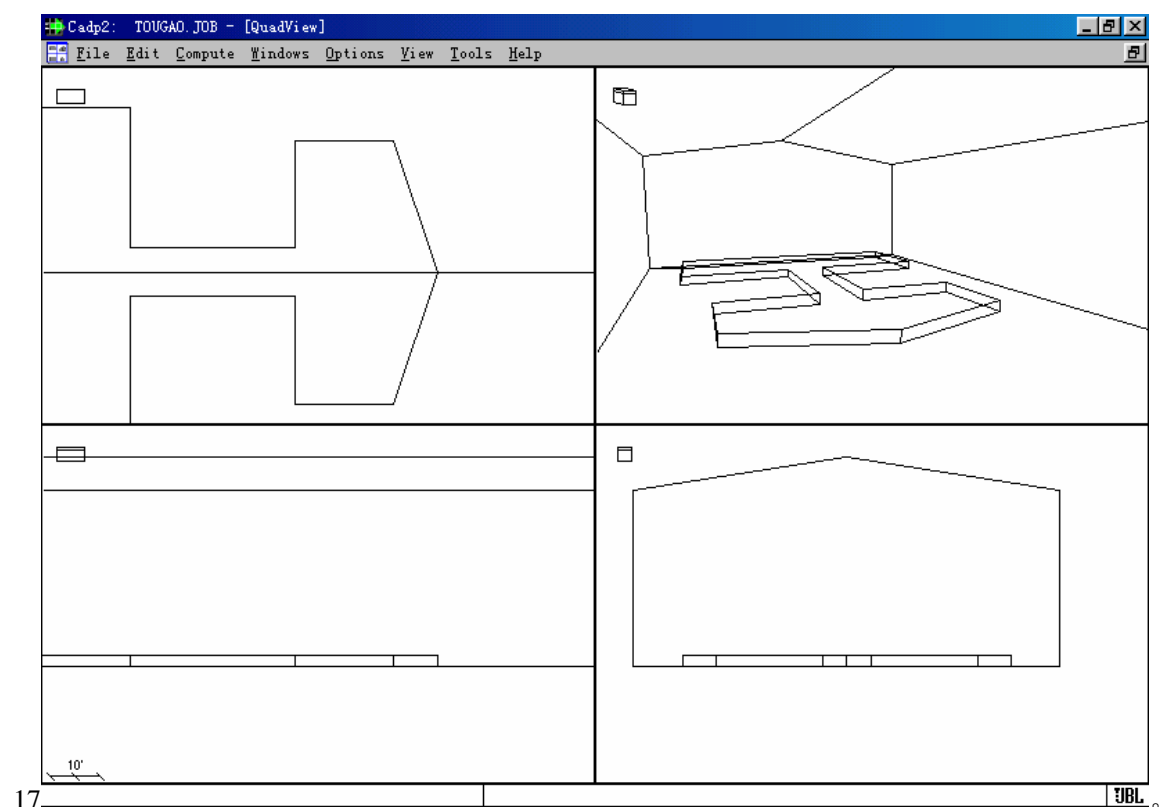 Cadp2: TOUGAO.JOB - [QuadView]
File Edit Compute Windows Options View Tools Help
10'
17
JBL
。